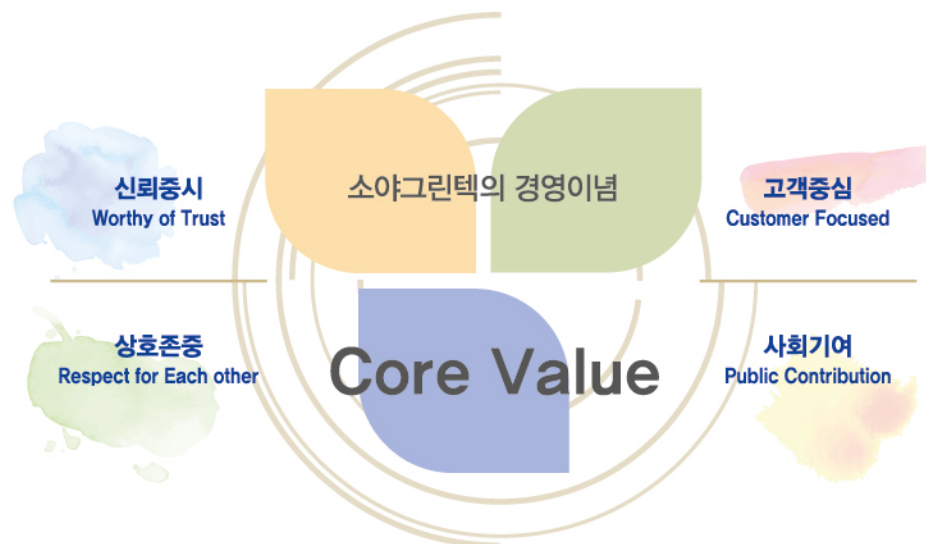 소야그린텍의 경영이념
Core Value
신뢰중시
Worthy of Trust
고객중심
Customer Focused
상호존중
Respect for Each other
사회기여
Public Contribution